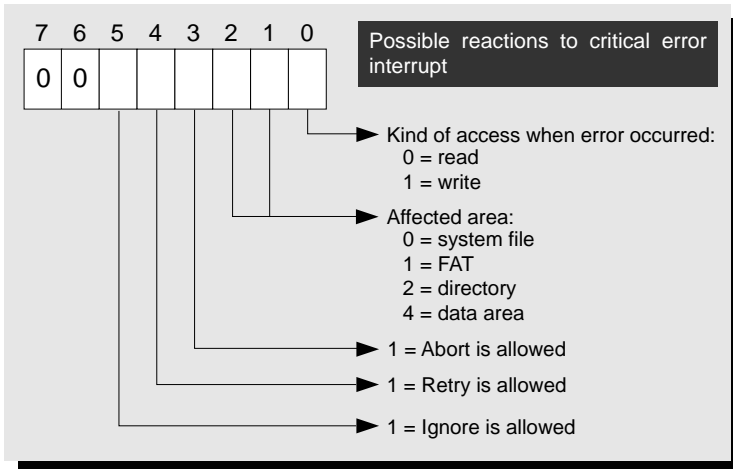 7 6 5 4 3 2 1 0
0 0
Possible reactions to critical error
interrupt
Kind of access when error occurred:
0 = read
1 = write
Affected area:
0 = system file
1 = FAT
2 = directory
4 = data area
1 = Abort is allowed
1 = Retry is allowed
1 = Ignore is allowed